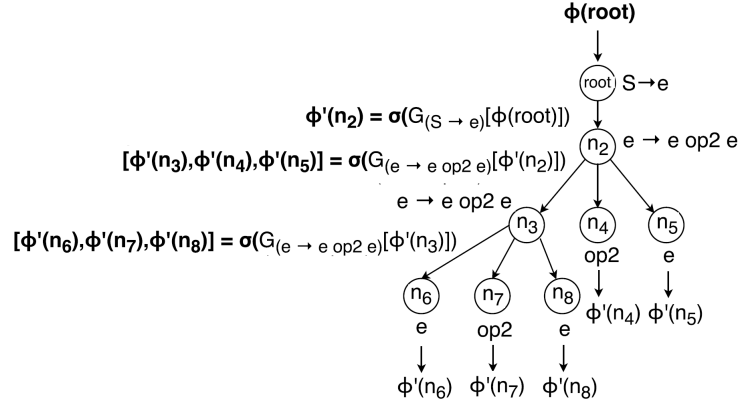 ϕ(root)
root S→e
ϕ'(n₂) = σ(G₍S → e₎[ϕ(root)])
n₂ e → e op2 e
[ϕ'(n₃),ϕ'(n₄),ϕ'(n₅)] = σ(G₍e → e op2 e₎[ϕ'(n₂)])
e → e op2 e
n₃ n₄ n₅
[ϕ'(n₆),ϕ'(n₇),ϕ'(n₈)] = σ(G₍e → e op2 e₎[ϕ'(n₃)])
op2 e
n₆ n₇ n₈
ϕ'(n₄) ϕ'(n₅)
e op2 e
ϕ'(n₆) ϕ'(n₇) ϕ'(n₈)